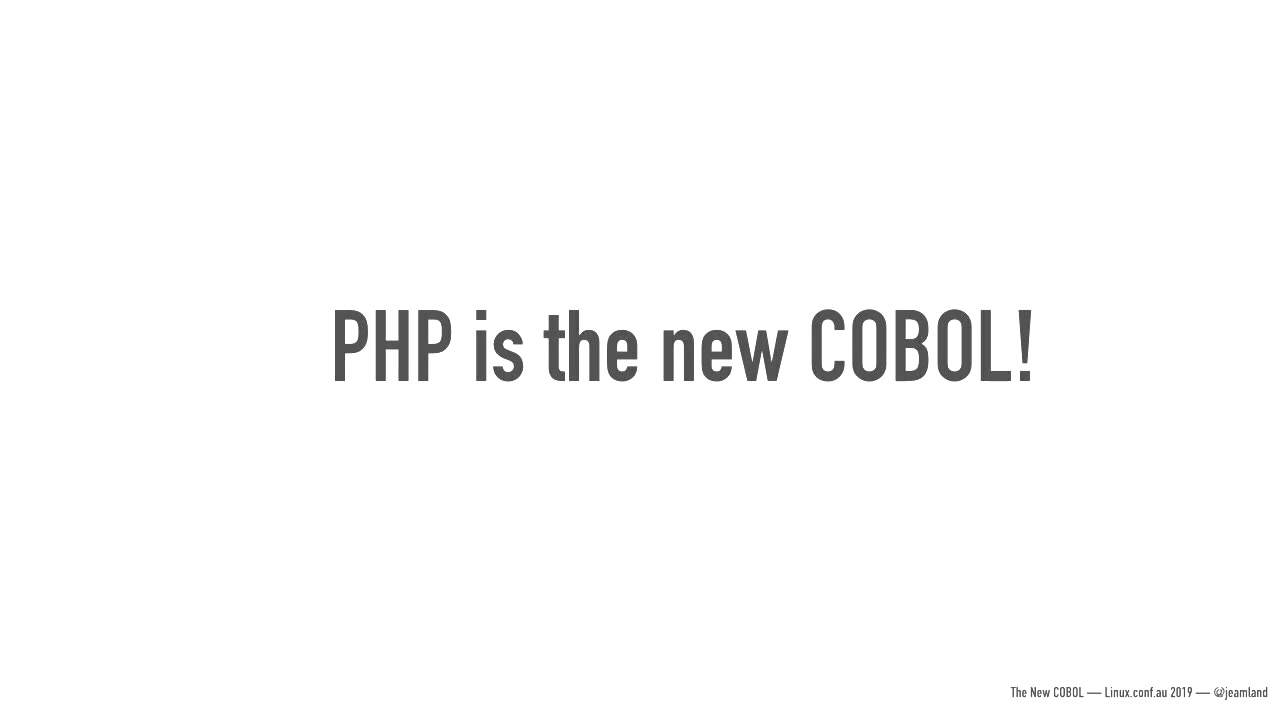 PHP is the new COBOL!
The New COBOL — Linux.conf.au 2019 — @jeamland